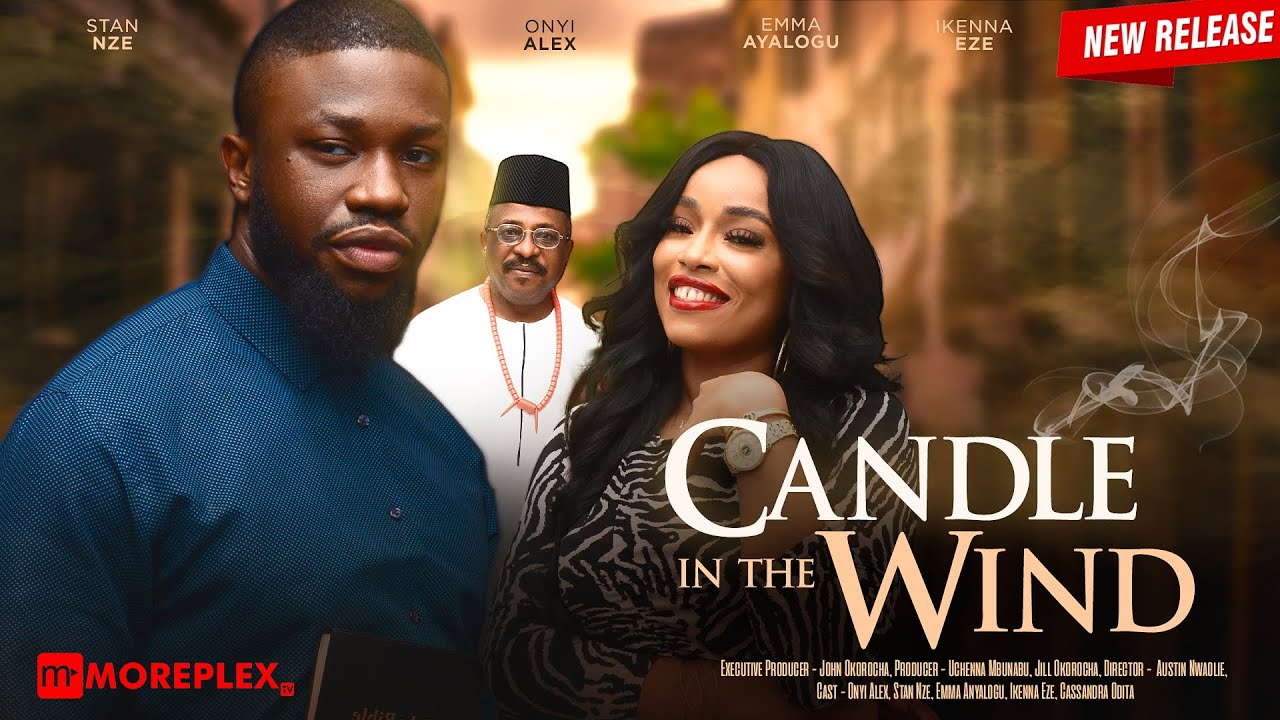 STAN
NZE
ONYI
ALEX
EMMA
AYALOGU
IKENNA
EZE
NEW RELEASE
CANDLE
IN THE WIND
EXECUTIVE PRODUCER - JOHN OKOROCHA, PRODUCER - UCHENNA MBUNABU, JILL OKOROCHA, DIRECTOR - AUSTIN NWAOLIE,
CAST - ONYI ALEX, STAN NZE, EMMA ANYALOGU, IKENNA EZE, CASSANDRA ODITA
m
MOREPLEX TV
Bible